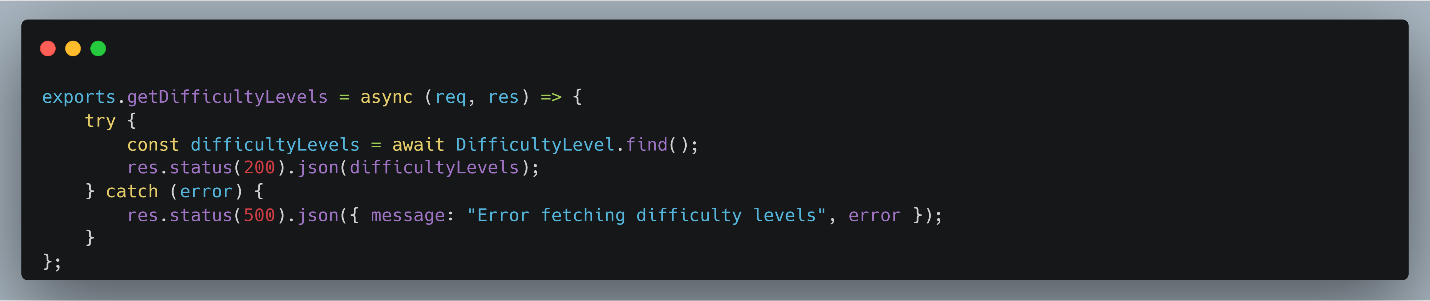 exports.getDifficultyLevels = async (req, res) => {
    try {
        const difficultyLevels = await DifficultyLevel.find();
        res.status(200).json(difficultyLevels);
    } catch (error) {
        res.status(500).json({ message: "Error fetching difficulty levels", error });
    }
};